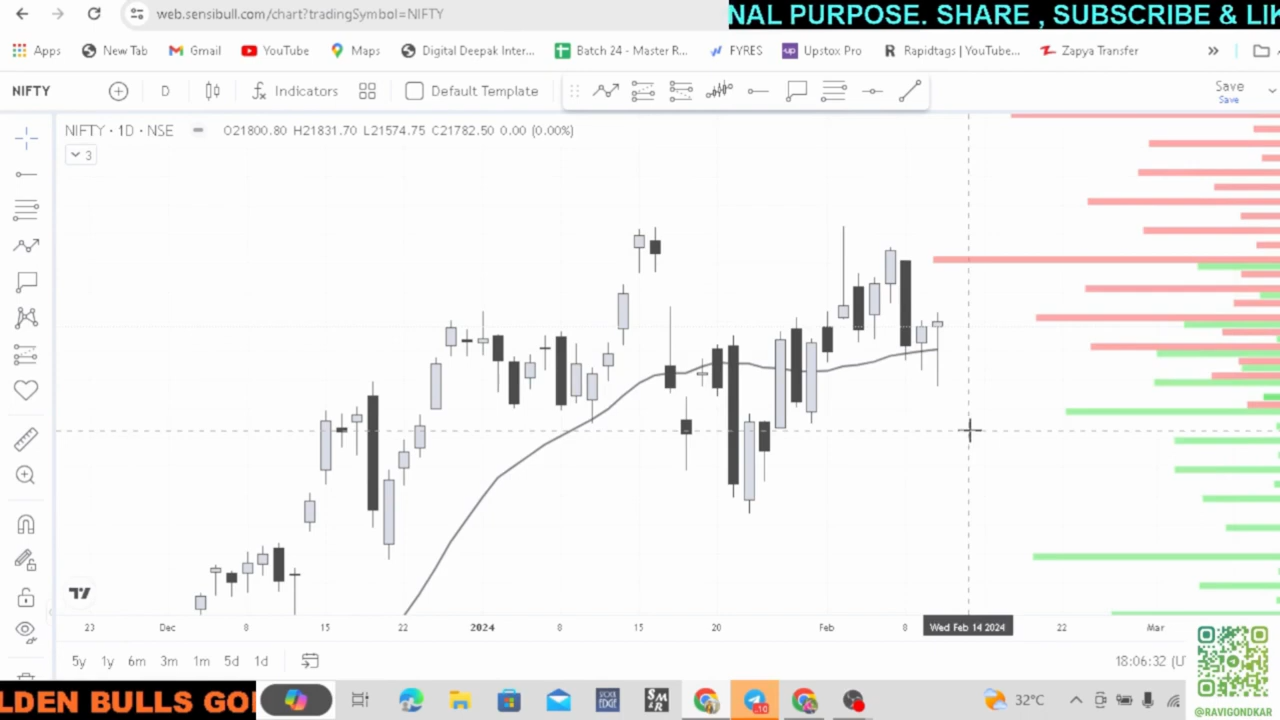 web.sensibull.com/chart?tradingSymbol=NIFTY
NAL PURPOSE. SHARE , SUBSCRIBE & LIK
Apps New Tab Gmail YouTube Maps Digital Deepak Inter... Batch 24 - Master R... FYRES Upstox Pro Rapidtags | YouTube... Zapya Transfer
NIFTY D Indicators Default Template Save
Save
NIFTY · 1D · NSE O21800.80 H21831.70 L21574.75 C21782.50 0.00 (0.00%)
3
23 Dec 8 15 22 2024 8 15 20 Feb 8 Wed Feb 14 2024 22 Mar
5y 1y 6m 3m 1m 5d 1d 18:06:32 (U
LDEN BULLS GO
STOCK EDGE
32°C
@RAVIGONDKAR